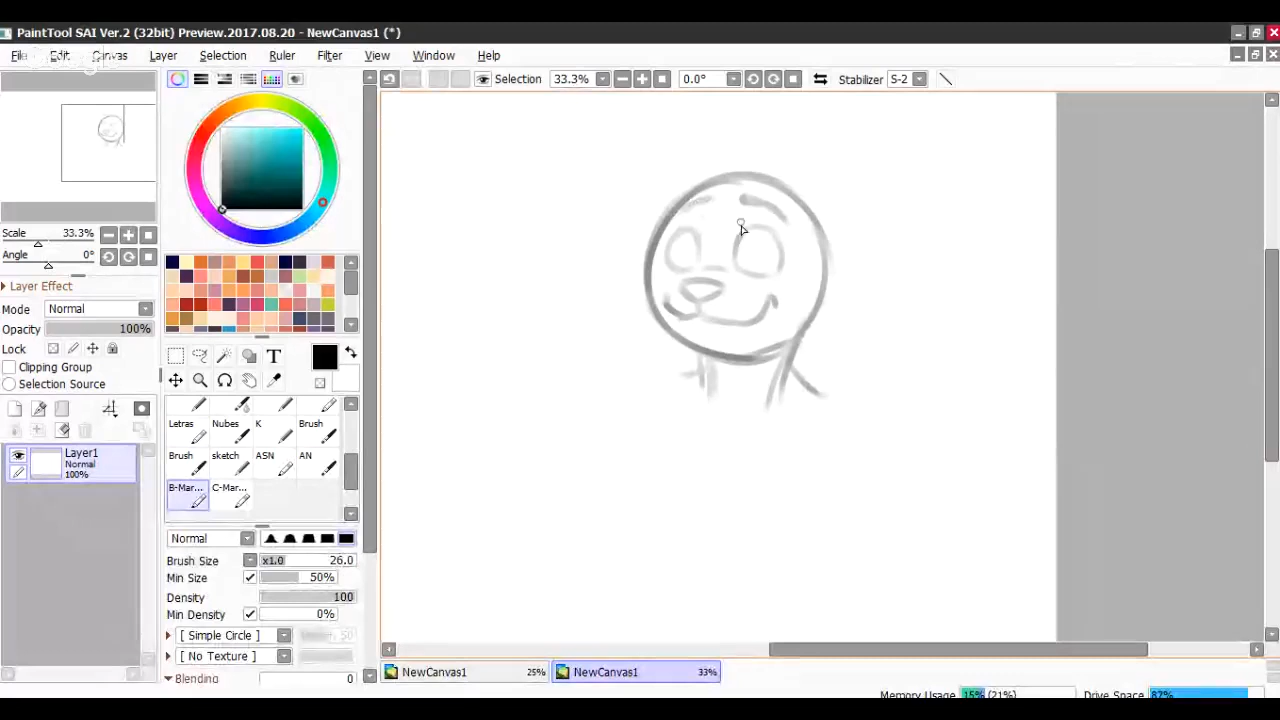 PaintTool SAI Ver.2 (32bit) Preview.2017.08.20 - NewCanvas1 (*)
File Edit Canvas Layer Selection Ruler Filter View Window Help
Selection 33.3% 0.0° Stabilizer S-2
Scale 33.3%
Angle 0°
Layer Effect
Mode Normal
Opacity 100%
Lock
Clipping Group
Selection Source
Layer1
Normal
100%
T
Letras Nubes K Brush
Brush sketch ASN AN
B-Mar... C-Mar...
Normal
Brush Size x1.0 26.0
Min Size 50%
Density 100
Min Density 0%
[ Simple Circle ] 50
[ No Texture ]
Blending 0
NewCanvas1 25% NewCanvas1 33%
Memory Usage 15% (21%) Drive Space 87%